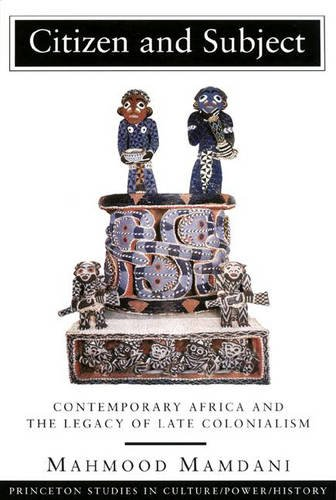 Citizen and Subject
CONTEMPORARY AFRICA AND
THE LEGACY OF LATE COLONIALISM
MAHMOOD MAMDANI
PRINCETON STUDIES IN CULTURE/POWER/HISTORY